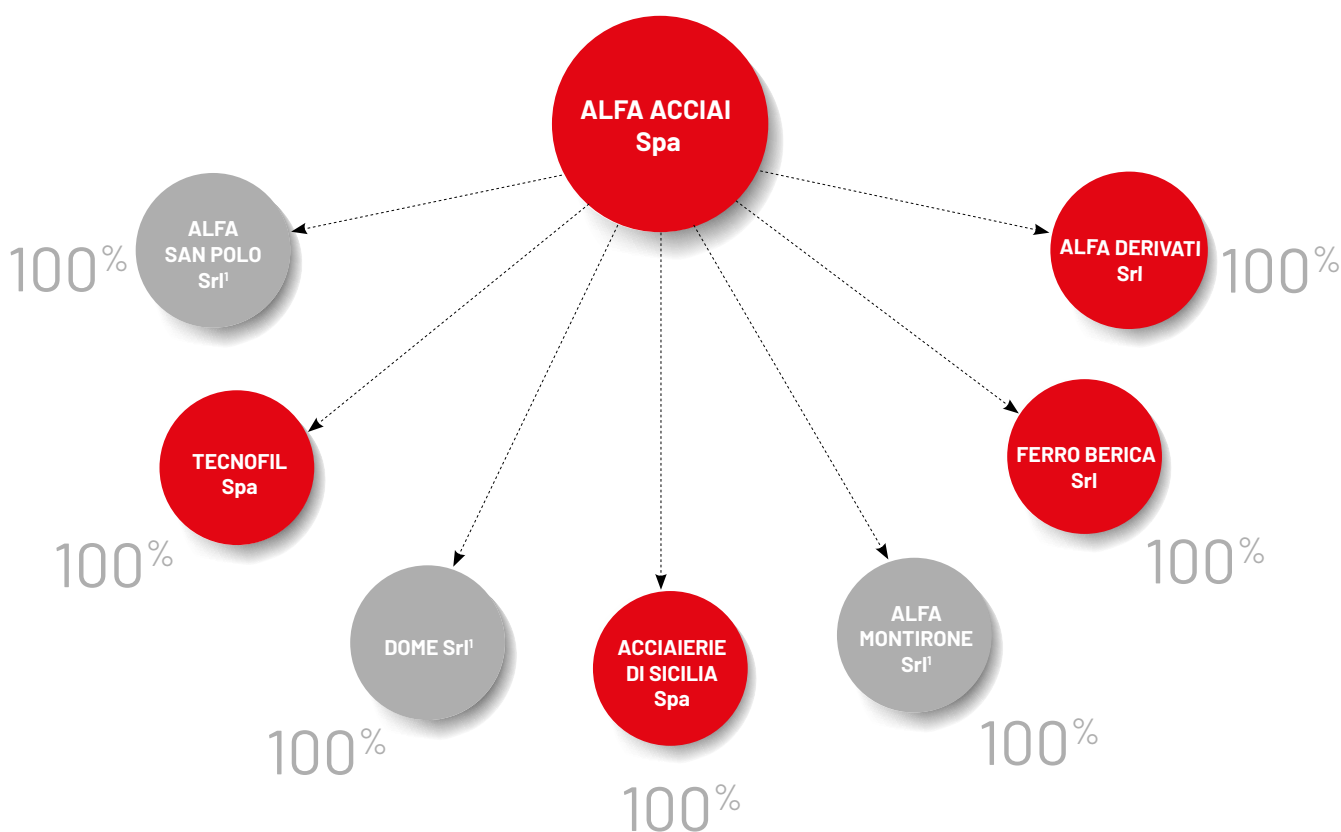 ALFA ACCIAI
Spa
ALFA
SAN POLO
Srl¹
100%
ALFA DERIVATI
Srl
100%
TECNOFIL
Spa
100%
FERRO BERICA
Srl
100%
DOME Srl¹
100%
ACCIAIERIE
DI SICILIA
Spa
100%
ALFA
MONTIRONE
Srl¹
100%